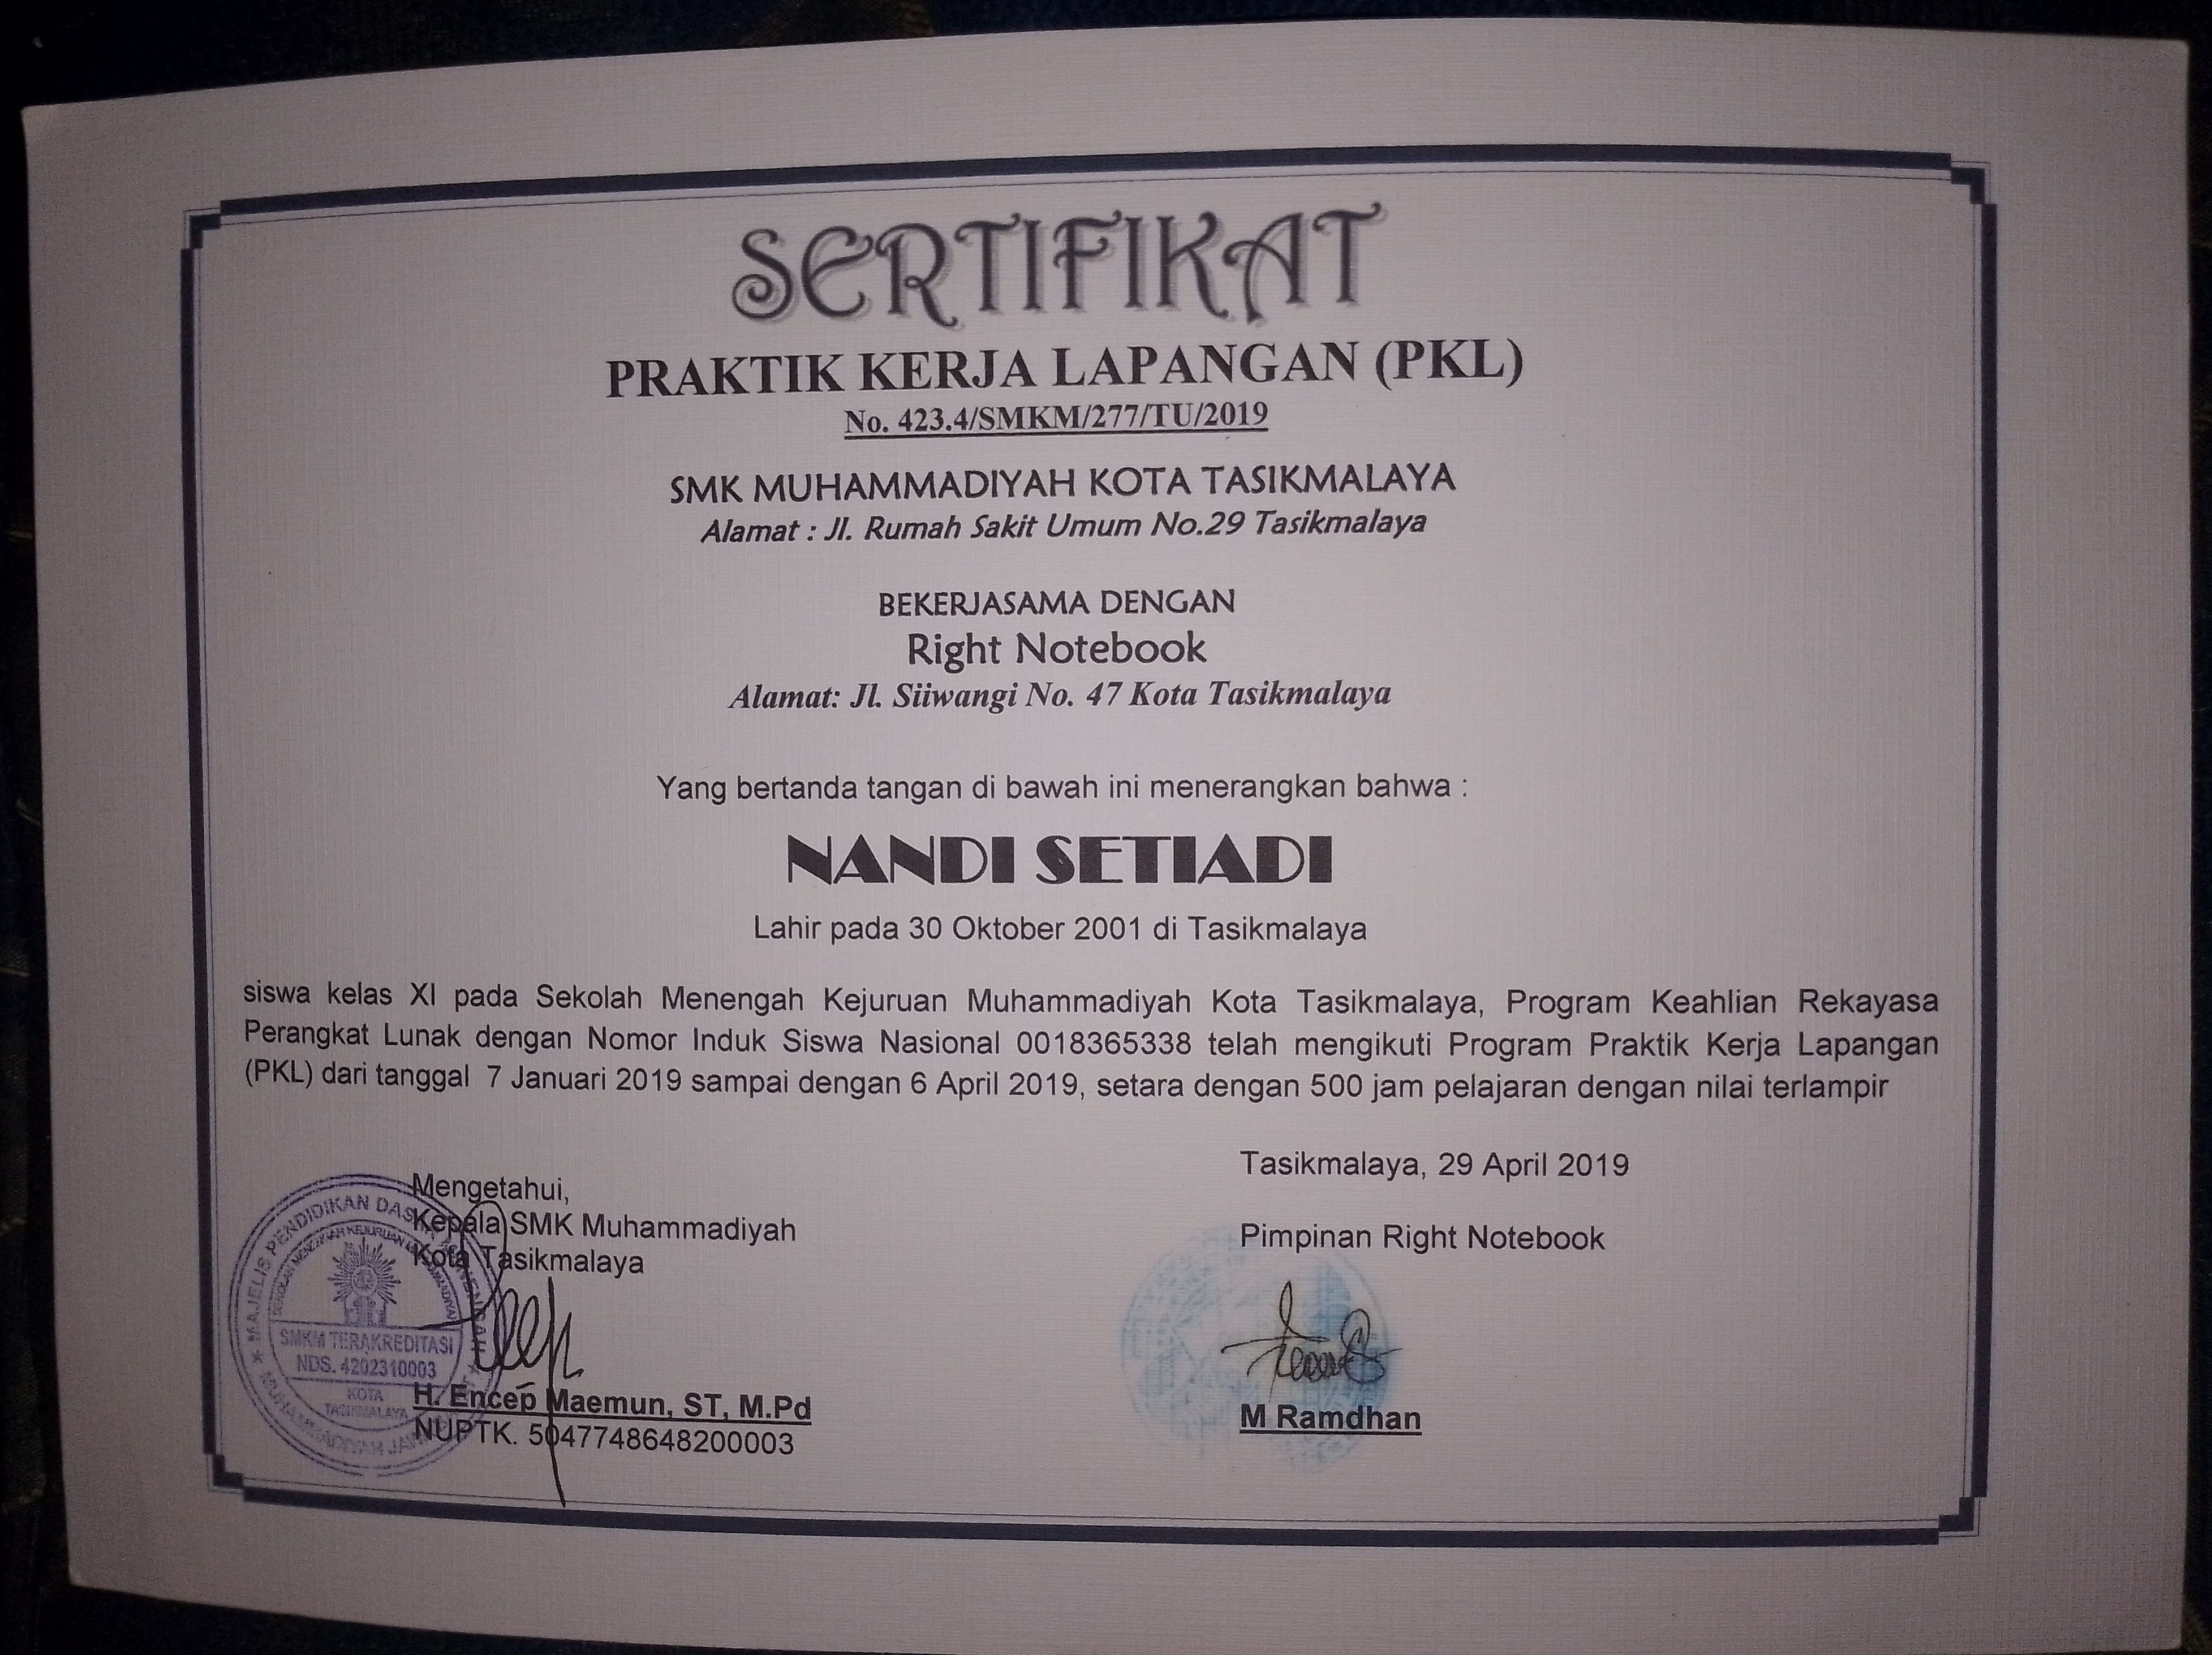 SERTIFIKAT
PRAKTIK KERJA LAPANGAN (PKL)
No. 423.4/SMKM/277/TU/2019
SMK MUHAMMADIYAH KOTA TASIKMALAYA
Alamat : Jl. Rumah Sakit Umum No.29 Tasikmalaya
BEKERJASAMA DENGAN
Right Notebook
Alamat: Jl. Siiwangi No. 47 Kota Tasikmalaya
Yang bertanda tangan di bawah ini menerangkan bahwa :
NANDI SETIADI
Lahir pada 30 Oktober 2001 di Tasikmalaya
siswa kelas XI pada Sekolah Menengah Kejuruan Muhammadiyah Kota Tasikmalaya, Program Keahlian Rekayasa
Perangkat Lunak dengan Nomor Induk Siswa Nasional 0018365338 telah mengikuti Program Praktik Kerja Lapangan
(PKL) dari tanggal 7 Januari 2019 sampai dengan 6 April 2019, setara dengan 500 jam pelajaran dengan nilai terlampir
Mengetahui,
Kepala SMK Muhammadiyah
Kota Tasikmalaya
H. Encep Maemun, ST, M.Pd
NUPTK. 5047748648200003
Tasikmalaya, 29 April 2019
Pimpinan Right Notebook
M Ramdhan
MAJELIS PENDIDIKAN
SMKM TERAKREDITASI
NDS. 4202310003
KOTA
TASIKMALAYA